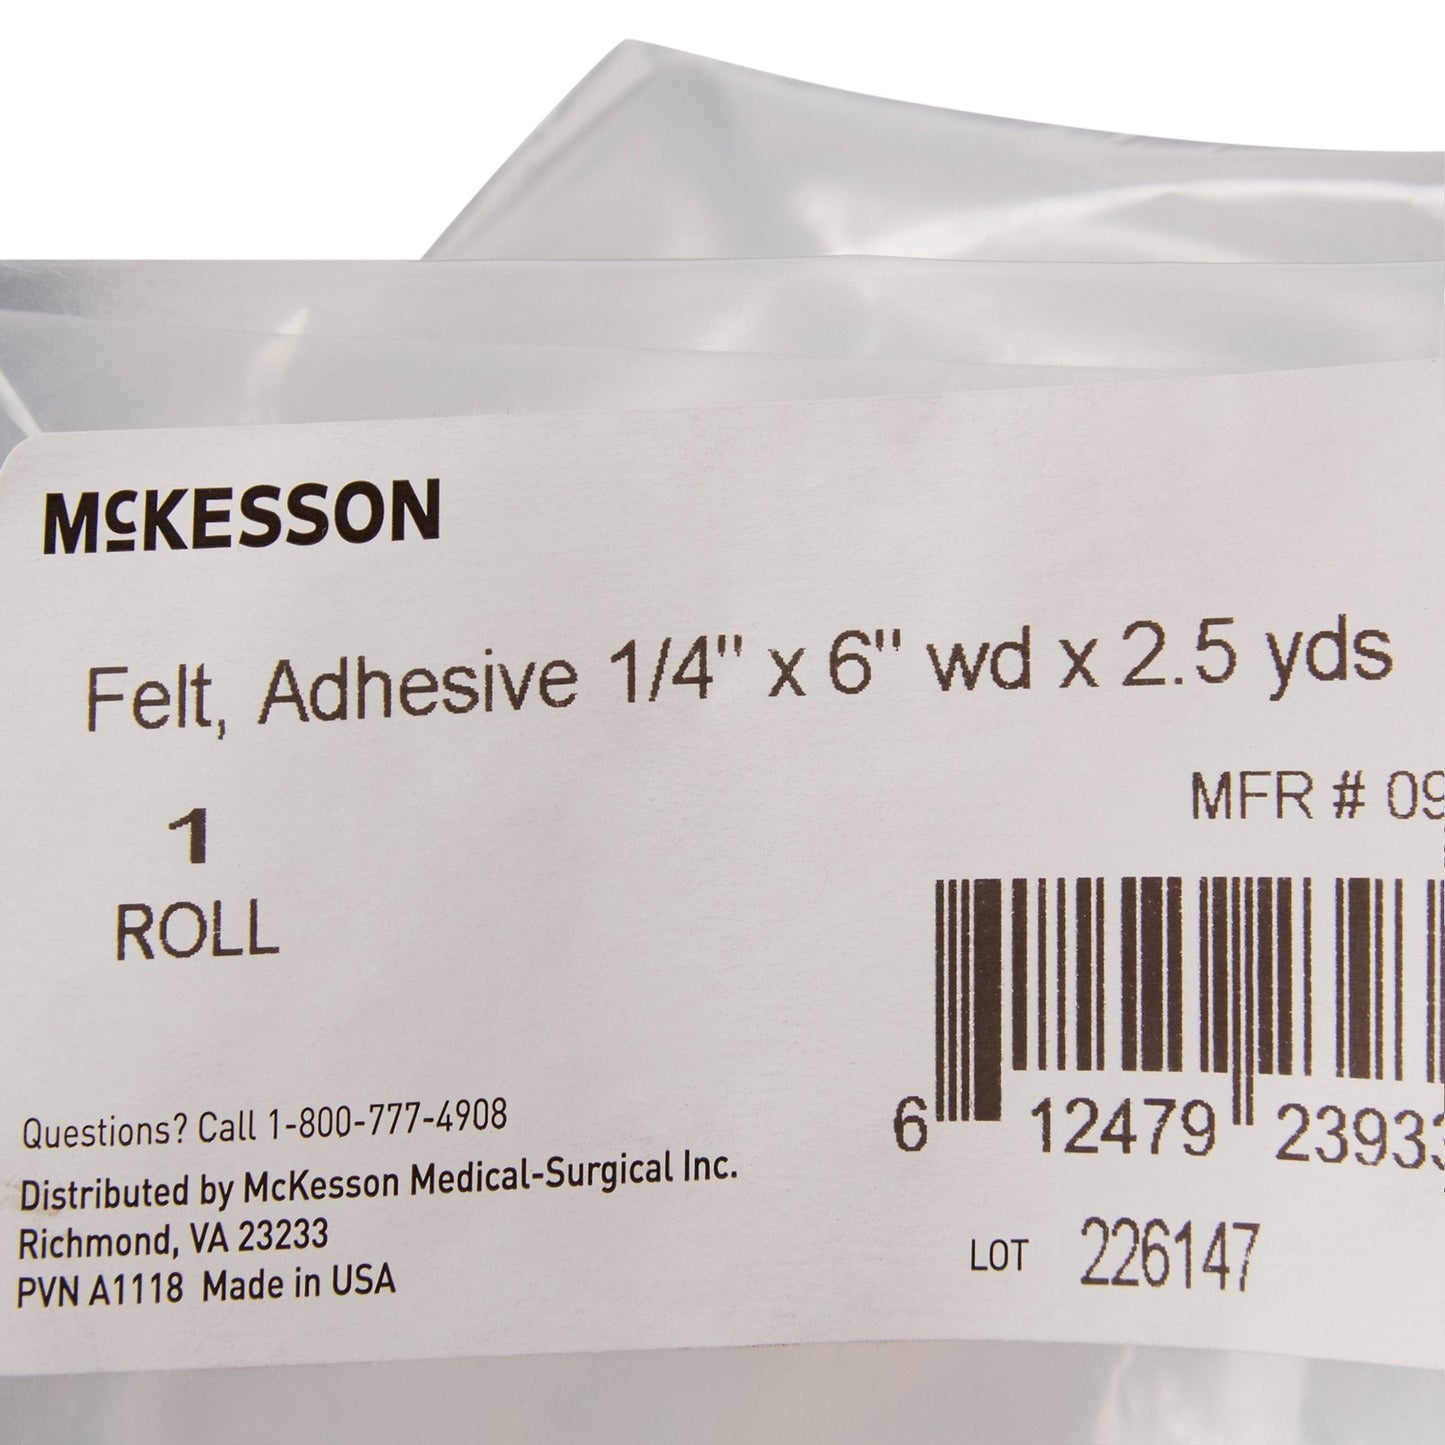 McKESSON
Felt, Adhesive 1/4" x 6" wd x 2.5 yds
MFR # 09
1
ROLL
6 12479 23933
Questions? Call 1-800-777-4908
Distributed by McKesson Medical-Surgical Inc.
Richmond, VA 23233
PVN A1118 Made in USA
LOT 226147